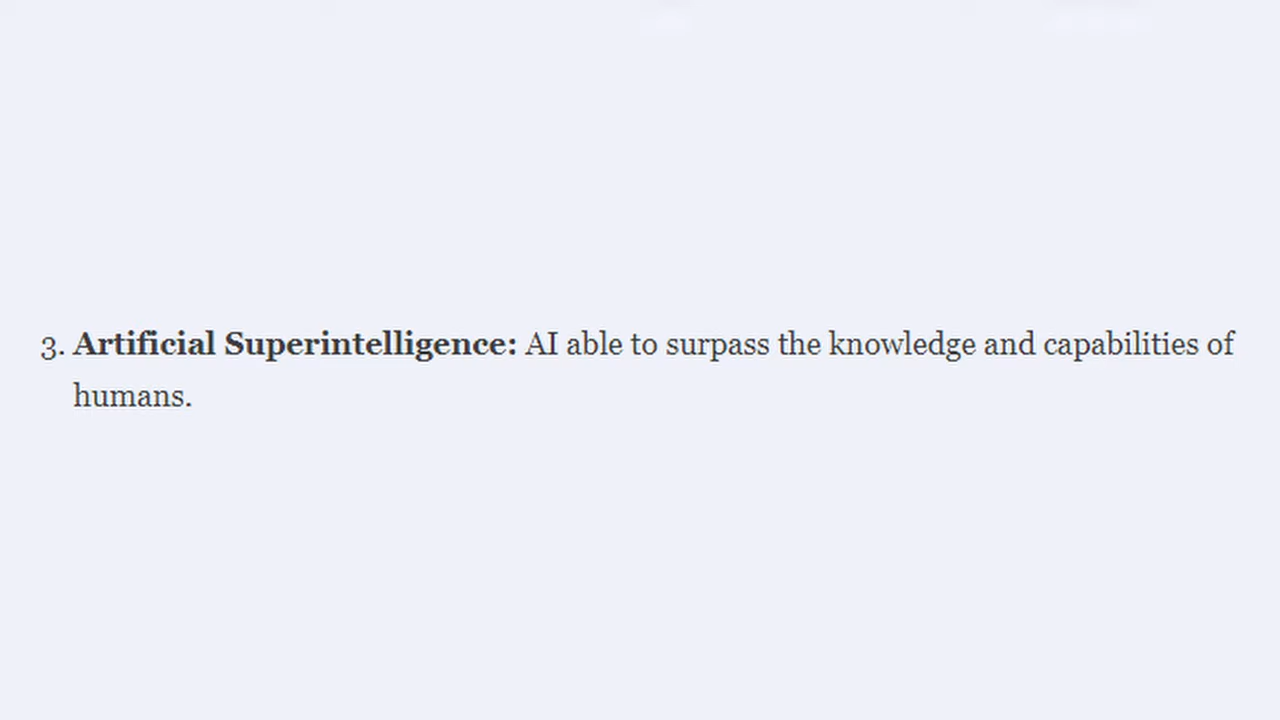 3. Artificial Superintelligence: AI able to surpass the knowledge and capabilities of
humans.